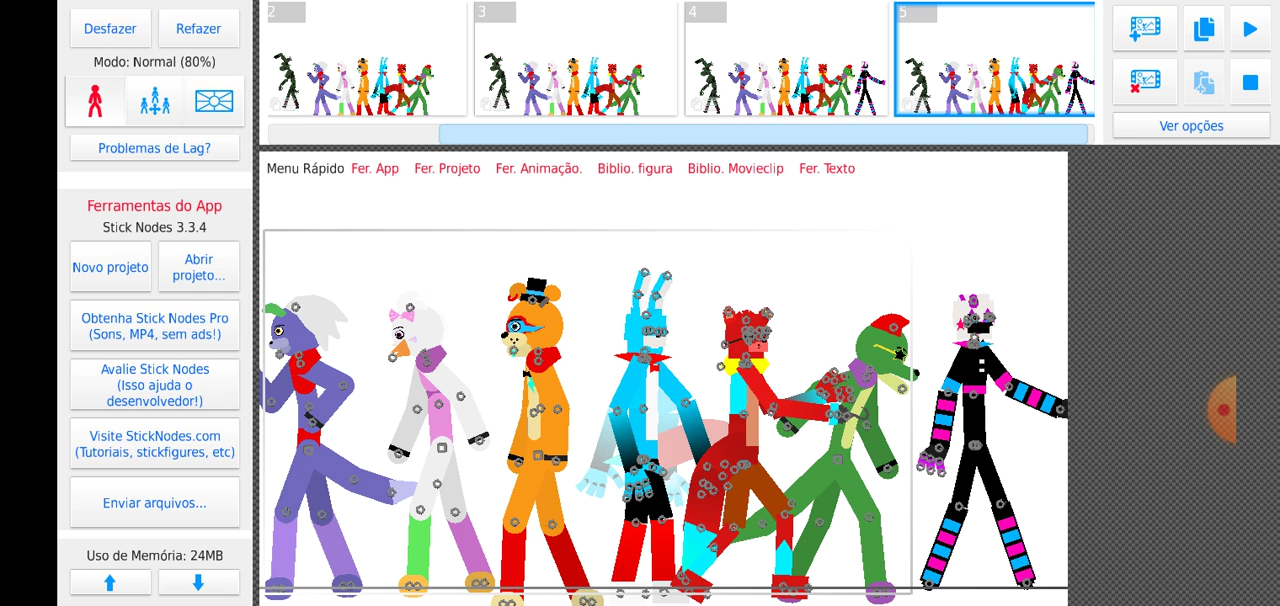 Desfazer
Refazer
Modo: Normal (80%)
Problemas de Lag?
Ferramentas do App
Stick Nodes 3.3.4
Novo projeto
Abrir
projeto...
Obtenha Stick Nodes Pro
(Sons, MP4, sem ads!)
Avalie Stick Nodes
(Isso ajuda o
desenvolvedor!)
Visite StickNodes.com
(Tutoriais, stickfigures, etc)
Enviar arquivos...
Uso de Memória: 24MB
2
3
4
5
Ver opções
Menu Rápido Fer. App Fer. Projeto Fer. Animação. Biblio. figura Biblio. Movieclip Fer. Texto